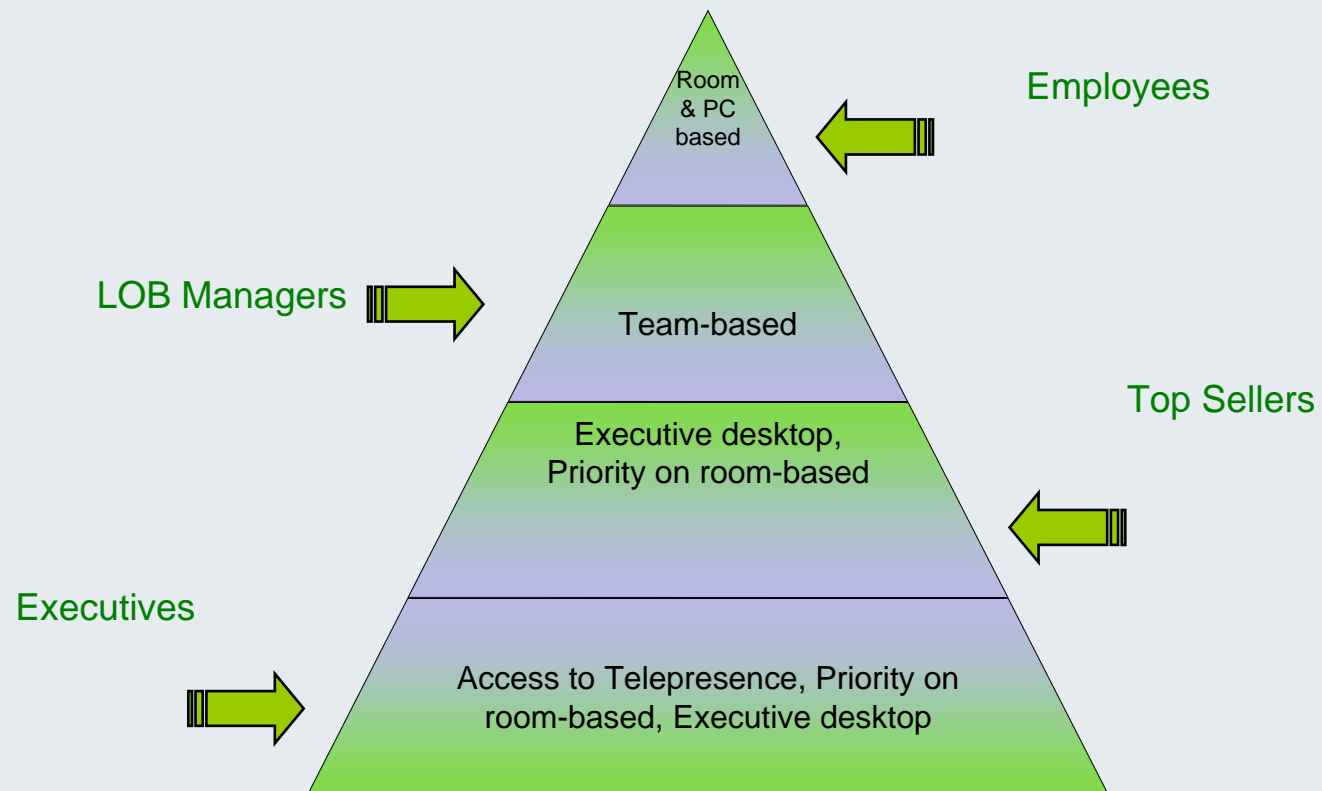 Room
& PC
based
Employees
LOB Managers
Team-based
Top Sellers
Executive desktop,
Priority on room-based
Executives
Access to Telepresence, Priority on
room-based, Executive desktop